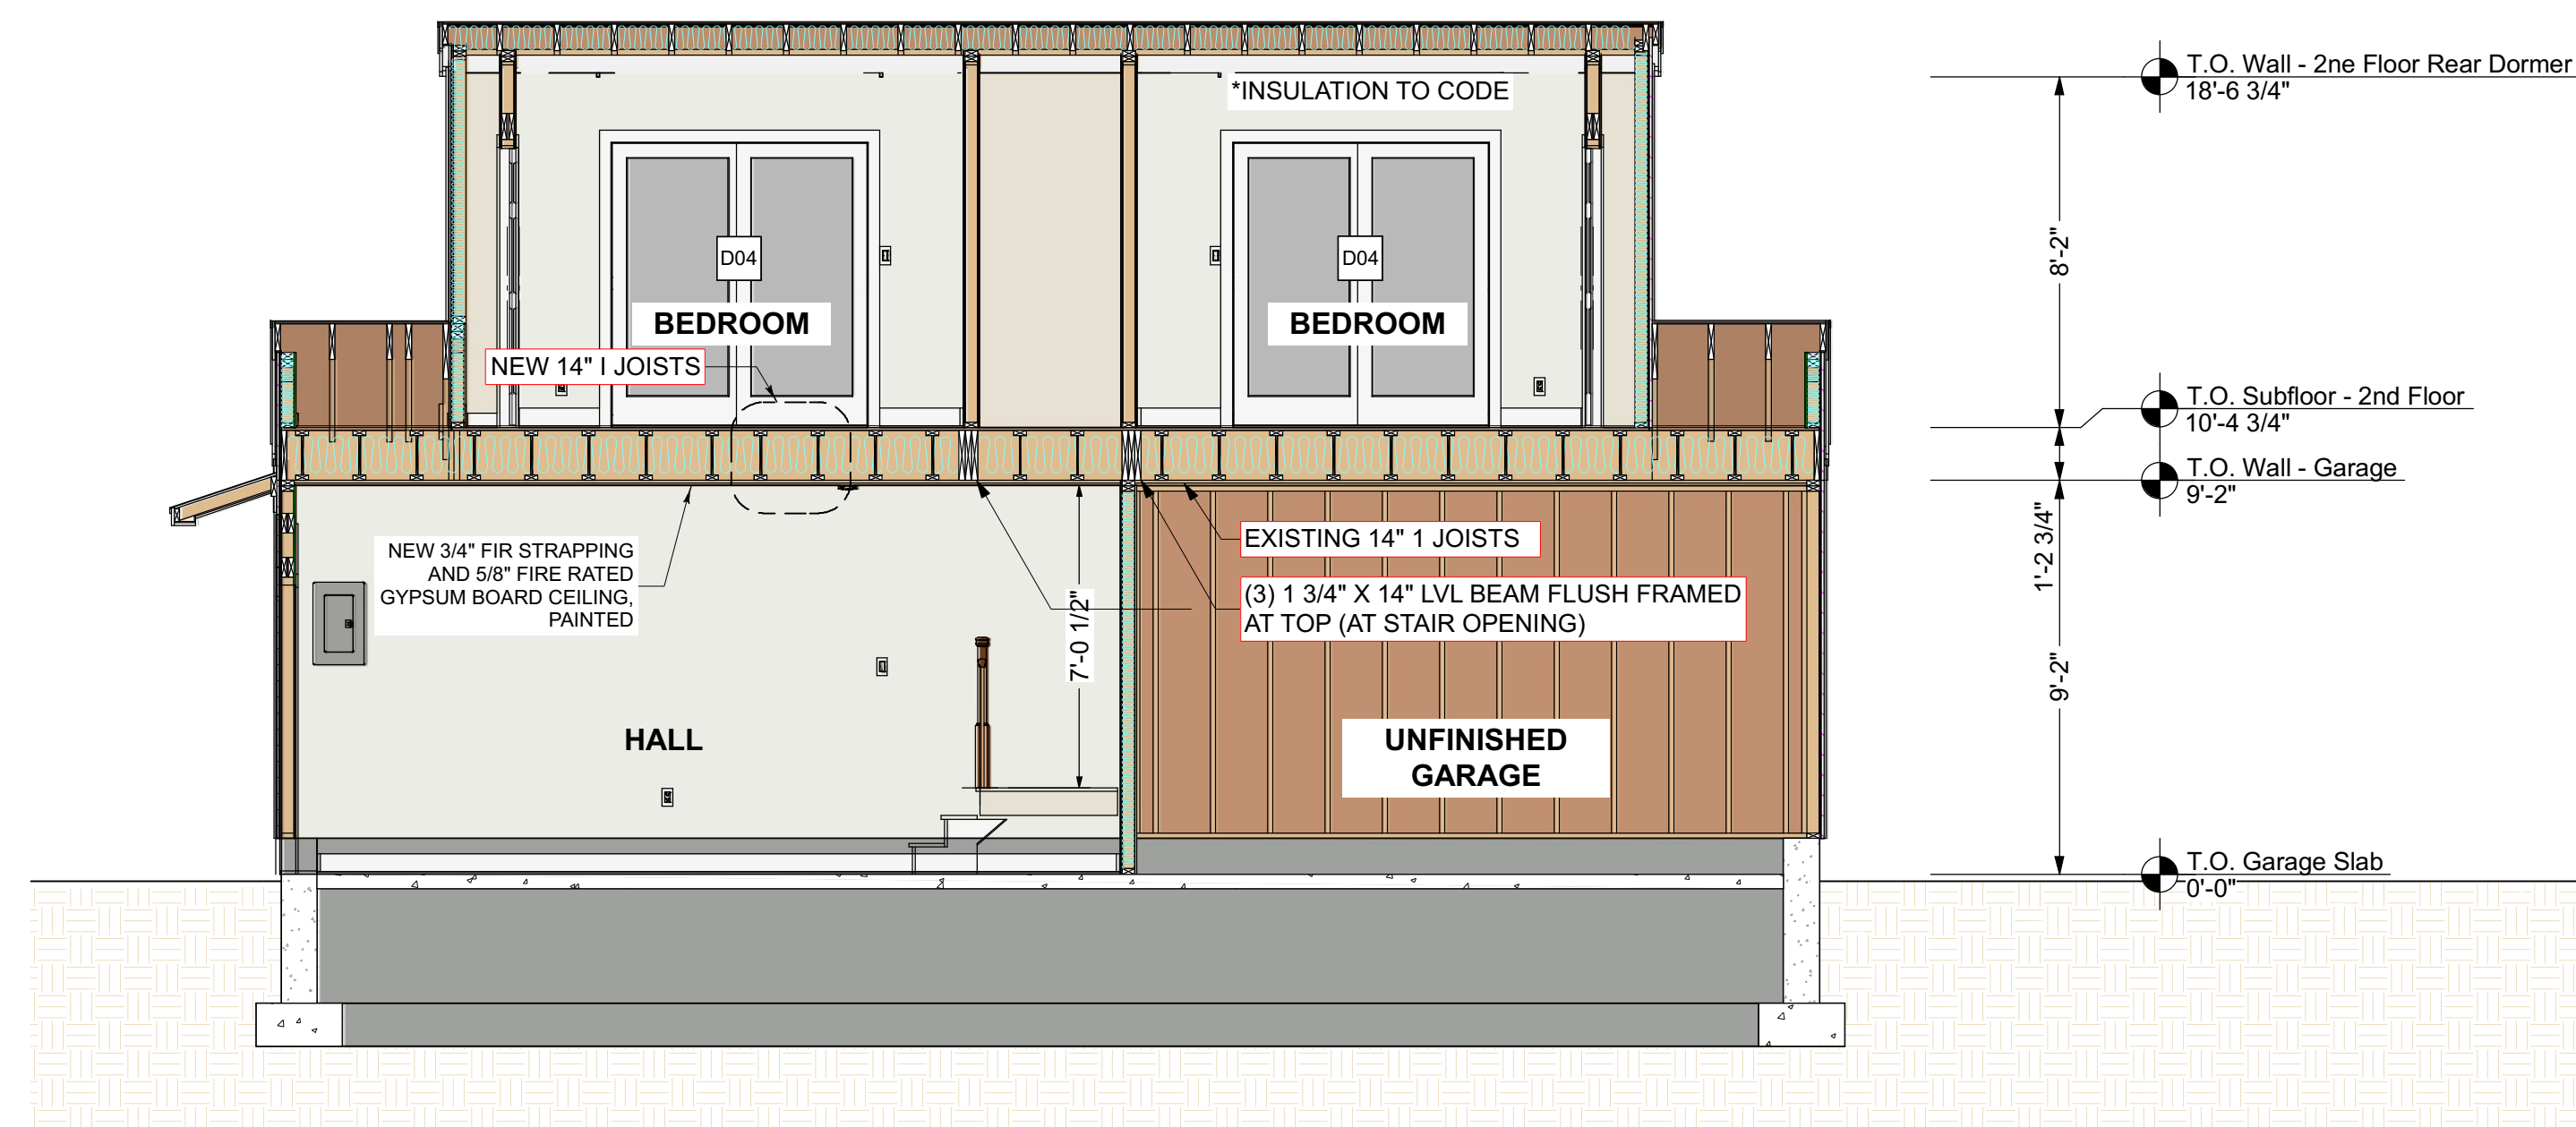 T.O. Wall - 2ne Floor Rear Dormer
18'-6 3/4"
*INSULATION TO CODE
8'-2"
D04
D04
BEDROOM
BEDROOM
NEW 14" I JOISTS
T.O. Subfloor - 2nd Floor
10'-4 3/4"
T.O. Wall - Garage
9'-2"
1'-2 3/4"
EXISTING 14" 1 JOISTS
NEW 3/4" FIR STRAPPING
AND 5/8" FIRE RATED
GYPSUM BOARD CEILING,
PAINTED
(3) 1 3/4" X 14" LVL BEAM FLUSH FRAMED
AT TOP (AT STAIR OPENING)
7'-0 1/2"
9'-2"
HALL
UNFINISHED
GARAGE
T.O. Garage Slab
0'-0"